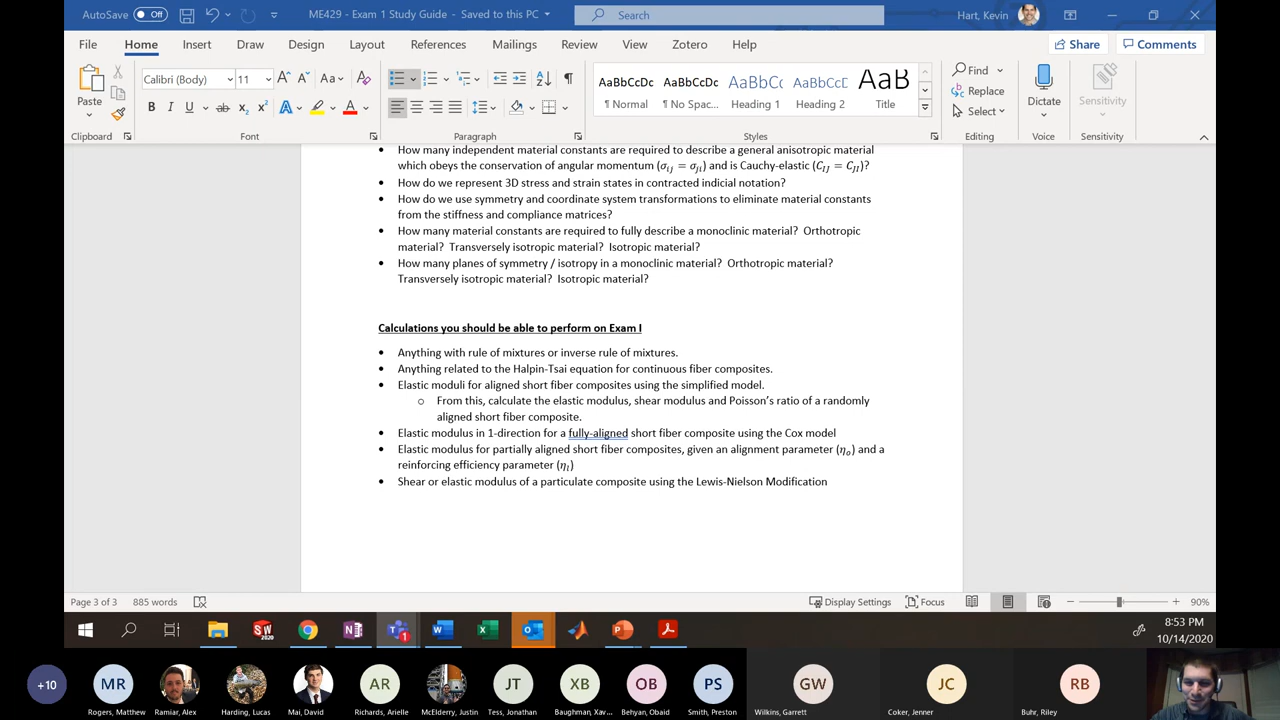 AutoSave Off ME429 - Exam 1 Study Guide - Saved to this PC Search Hart, Kevin
File Home Insert Draw Design Layout References Mailings Review View Zotero Help Share Comments
Calibri (Body) 11 Aa AaBbCcDc AaBbCcDc AaBbCc AaBbCcD AaB Find
Paste ¶ Normal ¶ No Spac... Heading 1 Heading 2 Title Replace Dictate Sensitivity
B I U ab x₂ x² A A Select
Clipboard Font Paragraph Styles Editing Voice Sensitivity
• How many independent material constants are required to describe a general anisotropic material
which obeys the conservation of angular momentum (σij = σji) and is Cauchy-elastic (CIJ = CJI)?
• How do we represent 3D stress and strain states in contracted indicial notation?
• How do we use symmetry and coordinate system transformations to eliminate material constants
from the stiffness and compliance matrices?
• How many material constants are required to fully describe a monoclinic material? Orthotropic
material? Transversely isotropic material? Isotropic material?
• How many planes of symmetry / isotropy in a monoclinic material? Orthotropic material?
Transversely isotropic material? Isotropic material?
Calculations you should be able to perform on Exam I
• Anything with rule of mixtures or inverse rule of mixtures.
• Anything related to the Halpin-Tsai equation for continuous fiber composites.
• Elastic moduli for aligned short fiber composites using the simplified model.
o From this, calculate the elastic modulus, shear modulus and Poisson's ratio of a randomly
aligned short fiber composite.
• Elastic modulus in 1-direction for a fully-aligned short fiber composite using the Cox model
• Elastic modulus for partially aligned short fiber composites, given an alignment parameter (ηo) and a
reinforcing efficiency parameter (ηl)
• Shear or elastic modulus of a particulate composite using the Lewis-Nielson Modification
Page 3 of 3 885 words Display Settings Focus 90%
8:53 PM
10/14/2020
+10 MR AR JT XB OB PS GW JC RB
Rogers, Matthew Ramiar, Alex Harding, Lucas Mai, David Richards, Arielle McElderry, Justin Tess, Jonathan Baughman, Xav... Behyan, Obaid Smith, Preston Wilkins, Garrett Coker, Jenner Buhr, Riley